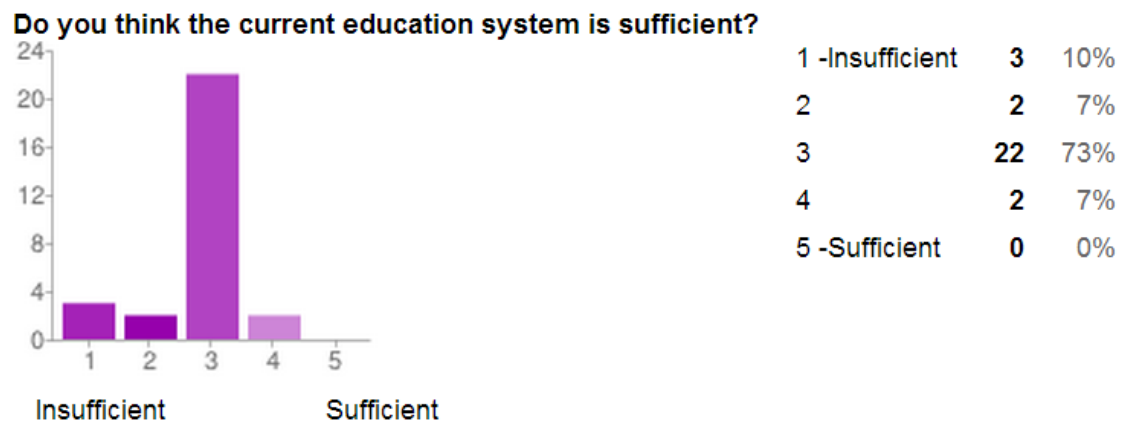 Do you think the current education system is sufficient?
24
20
16
12
8
4
0
1 2 3 4 5
Insufficient Sufficient
1 -Insufficient 3 10%
2 2 7%
3 22 73%
4 2 7%
5 -Sufficient 0 0%